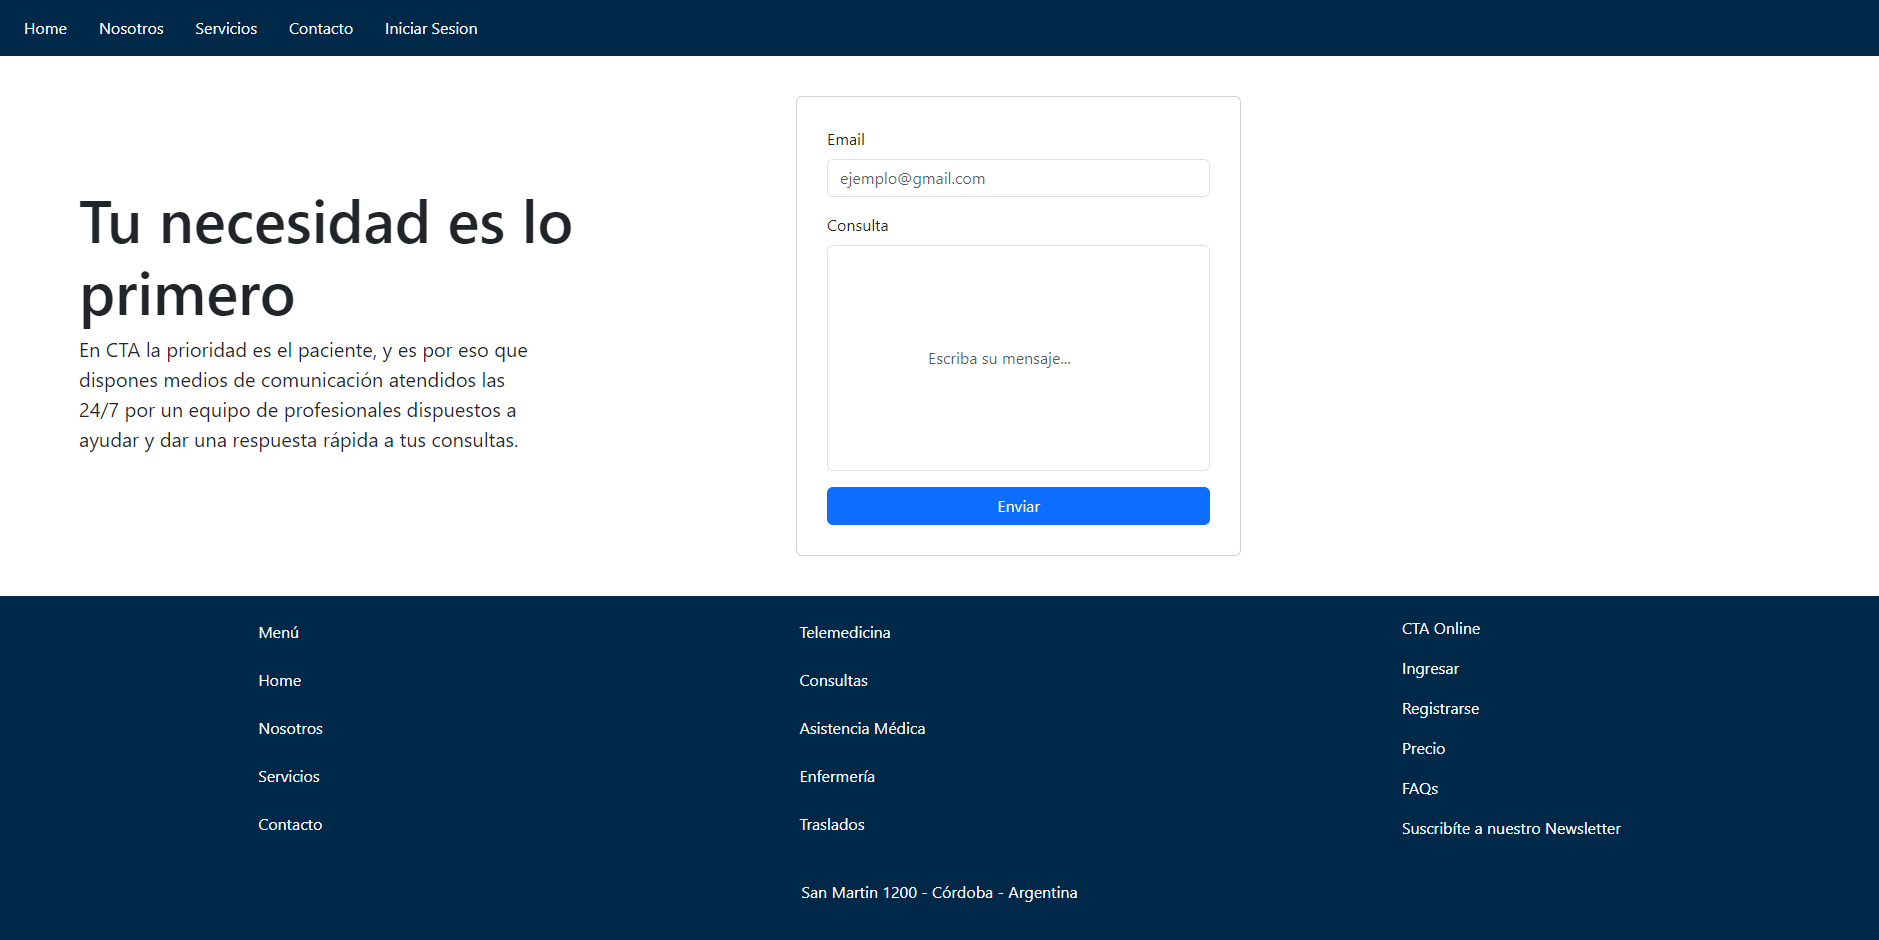 Home Nosotros Servicios Contacto Iniciar Sesion
Tu necesidad es lo
primero
En CTA la prioridad es el paciente, y es por eso que
dispones medios de comunicación atendidos las
24/7 por un equipo de profesionales dispuestos a
ayudar y dar una respuesta rápida a tus consultas.
Email
ejemplo@gmail.com
Consulta
Escriba su mensaje...
Enviar
Menú
Home
Nosotros
Servicios
Contacto
Telemedicina
Consultas
Asistencia Médica
Enfermería
Traslados
CTA Online
Ingresar
Registrarse
Precio
FAQs
Suscribíte a nuestro Newsletter
San Martin 1200 - Córdoba - Argentina